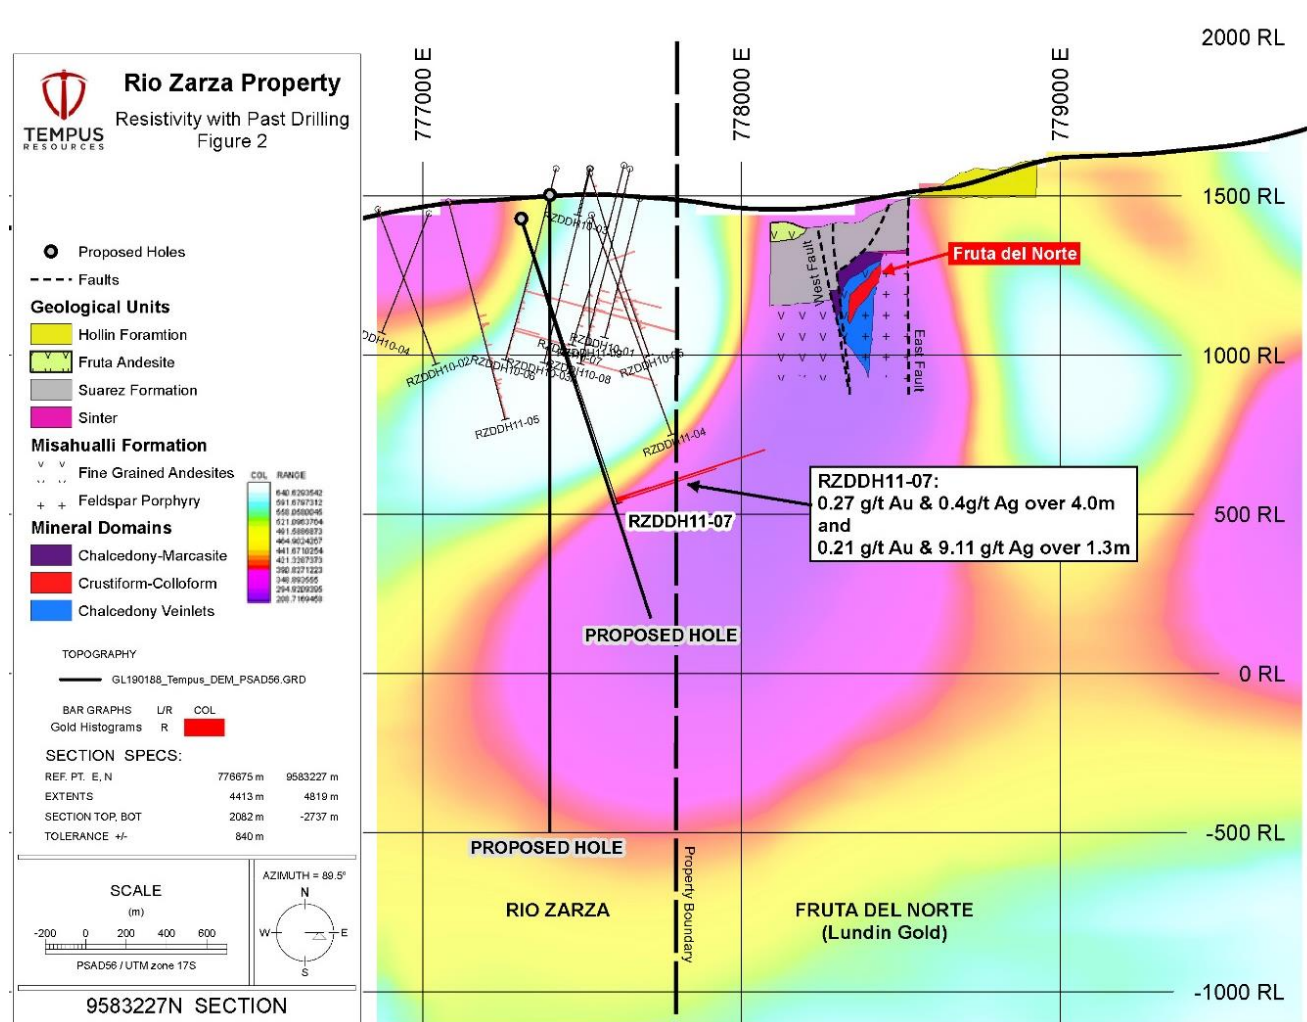 TEMPUS
RESOURCES
Rio Zarza Property
Resistivity with Past Drilling
Figure 2
Proposed Holes
Faults
Geological Units
Hollin Foramtion
Fruta Andesite
Suarez Formation
Sinter
Misahualli Formation
Fine Grained Andesites
Feldspar Porphyry
Mineral Domains
Chalcedony-Marcasite
Crustiform-Colloform
Chalcedony Veinlets
COL RANGE
TOPOGRAPHY
GL190188_Tempus_DEM_PSAD56.GRD
BAR GRAPHS L/R COL
Gold Histograms R
SECTION SPECS:
REF. PT. E, N 776675 m 9583227 m
EXTENTS 4413 m 4819 m
SECTION TOP, BOT 2082 m -2737 m
TOLERANCE +/- 840 m
SCALE
(m)
-200 0 200 400 600
PSAD56 / UTM zone 17S
AZIMUTH = 89.5°
N
W E
S
9583227N SECTION
777000 E
778000 E
779000 E
2000 RL
1500 RL
1000 RL
500 RL
0 RL
-500 RL
-1000 RL
RZDDH10-02
RZDDH11-05
RZDDH10-01
RZDDH11-04
West Fault
East Fault
Fruta del Norte
RZDDH11-07
RZDDH11-07:
0.27 g/t Au & 0.4g/t Ag over 4.0m
and
0.21 g/t Au & 9.11 g/t Ag over 1.3m
PROPOSED HOLE
PROPOSED HOLE
Property Boundary
RIO ZARZA
FRUTA DEL NORTE
(Lundin Gold)